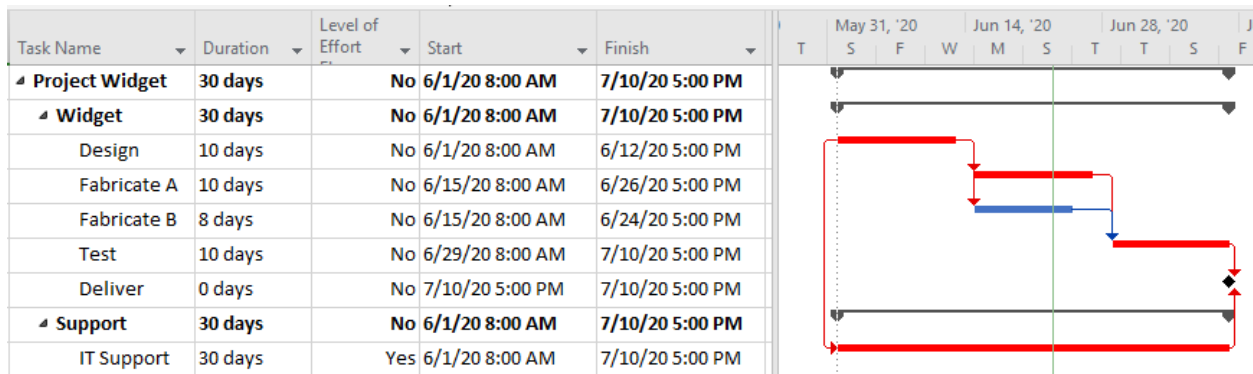 Level of May 31, '20 Jun 14, '20 Jun 28, '20
Task Name Duration Effort Start Finish T S F W M S T T S F
Project Widget 30 days No 6/1/20 8:00 AM 7/10/20 5:00 PM
Widget 30 days No 6/1/20 8:00 AM 7/10/20 5:00 PM
Design 10 days No 6/1/20 8:00 AM 6/12/20 5:00 PM
Fabricate A 10 days No 6/15/20 8:00 AM 6/26/20 5:00 PM
Fabricate B 8 days No 6/15/20 8:00 AM 6/24/20 5:00 PM
Test 10 days No 6/29/20 8:00 AM 7/10/20 5:00 PM
Deliver 0 days No 7/10/20 5:00 PM 7/10/20 5:00 PM
Support 30 days No 6/1/20 8:00 AM 7/10/20 5:00 PM
IT Support 30 days Yes 6/1/20 8:00 AM 7/10/20 5:00 PM